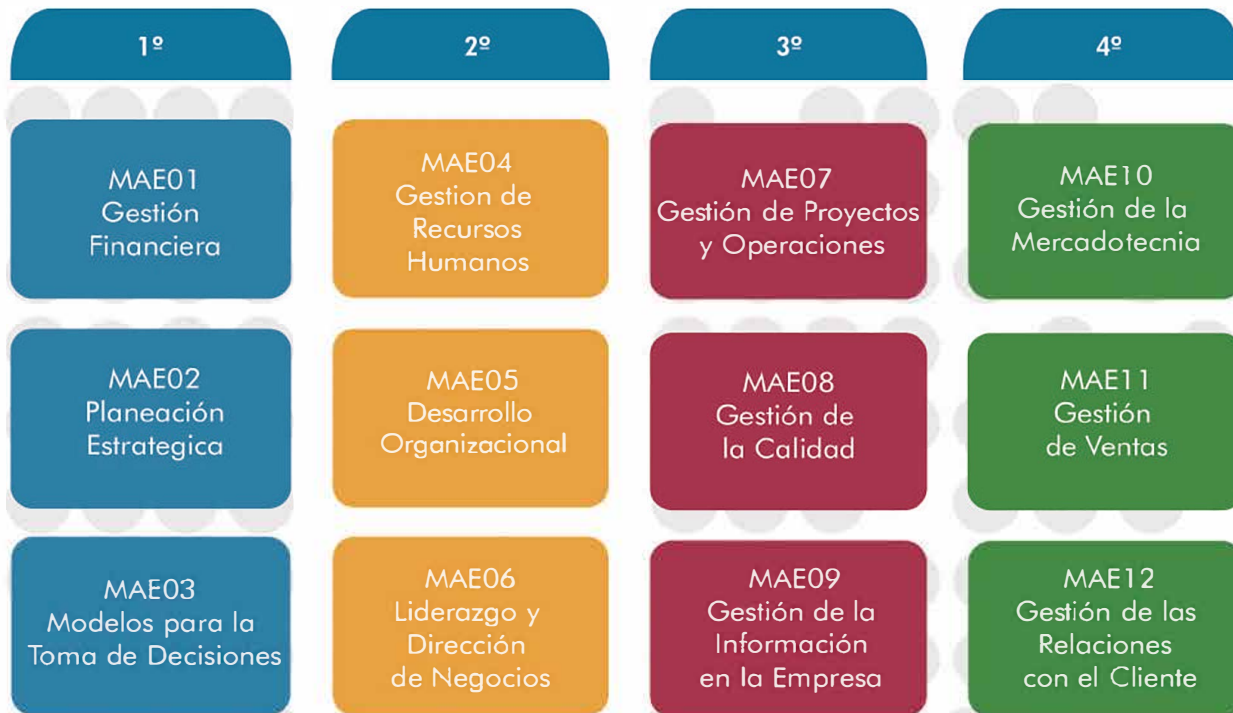 1º
MAE01
Gestión
Financiera
MAE02
Planeación
Estrategica
MAE03
Modelos para la
Toma de Decisiones
2º
MAE04
Gestion de
Recursos
Humanos
MAE05
Desarrollo
Organizacional
MAE06
Liderazgo y
Dirección
de Negocios
3º
MAE07
Gestión de Proyectos
y Operaciones
MAE08
Gestión de
la Calidad
MAE09
Gestión de la
Información
en la Empresa
4º
MAE10
Gestión de la
Mercadotecnia
MAE11
Gestión
de Ventas
MAE12
Gestión de las
Relaciones
con el Cliente